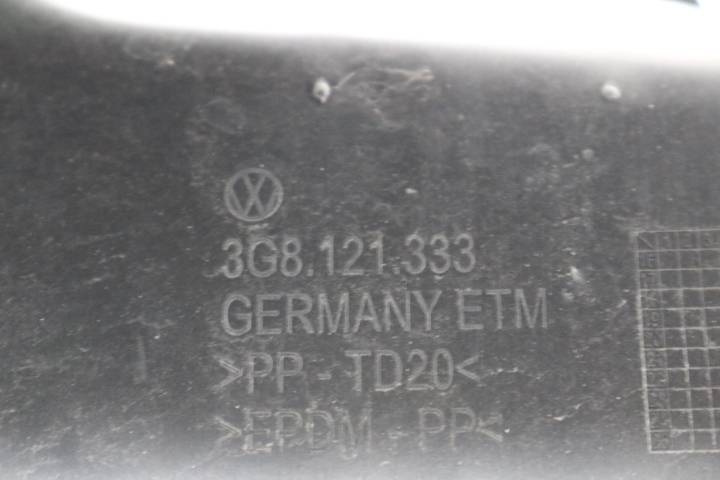 3G8.121.333
GERMANY ETM
>PP - TD20<
>EPDM - PP<